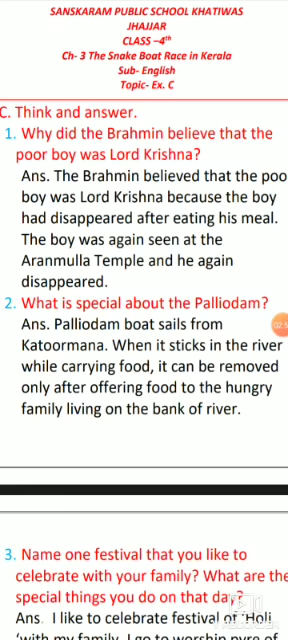 SANSKARAM PUBLIC SCHOOL KHATIWAS
JHAJJAR
CLASS –4th
Ch- 3 The Snake Boat Race in Kerala
Sub- English
Topic- Ex. C
C. Think and answer.
1. Why did the Brahmin believe that the
poor boy was Lord Krishna?
Ans. The Brahmin believed that the poo
boy was Lord Krishna because the boy
had disappeared after eating his meal.
The boy was again seen at the
Aranmulla Temple and he again
disappeared.
2. What is special about the Palliodam?
Ans. Palliodam boat sails from
Katoormana. When it sticks in the river
while carrying food, it can be removed
only after offering food to the hungry
family living on the bank of river.
3. Name one festival that you like to
celebrate with your family? What are the
special things you do on that day?
Ans. I like to celebrate festival of 'Holi
'with my family. I go to worship pyre of